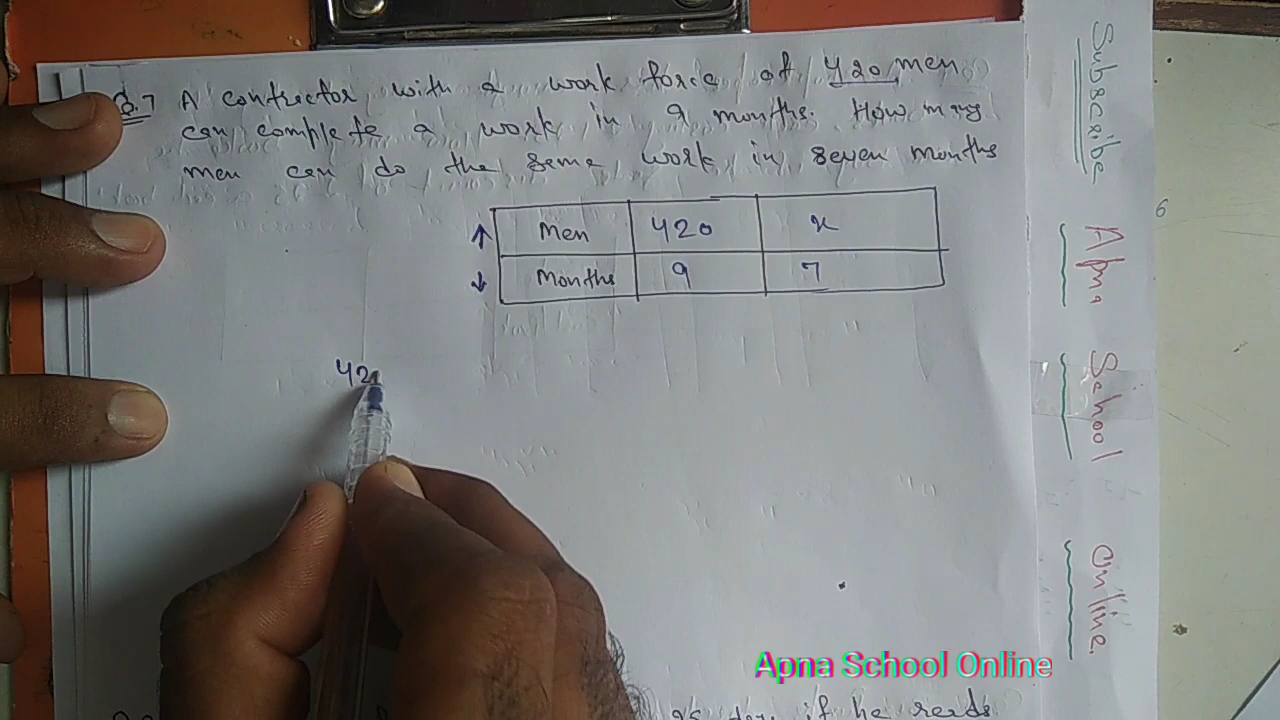 Q.7 A contractor with a work force of 420 men
can complete a work in 9 months. How many
men can do the same work in seven months
↑ Men 420 x
↓ Months 9 7
42
Subscribe
Apna School Online.
6
Apna School Online
if he reads